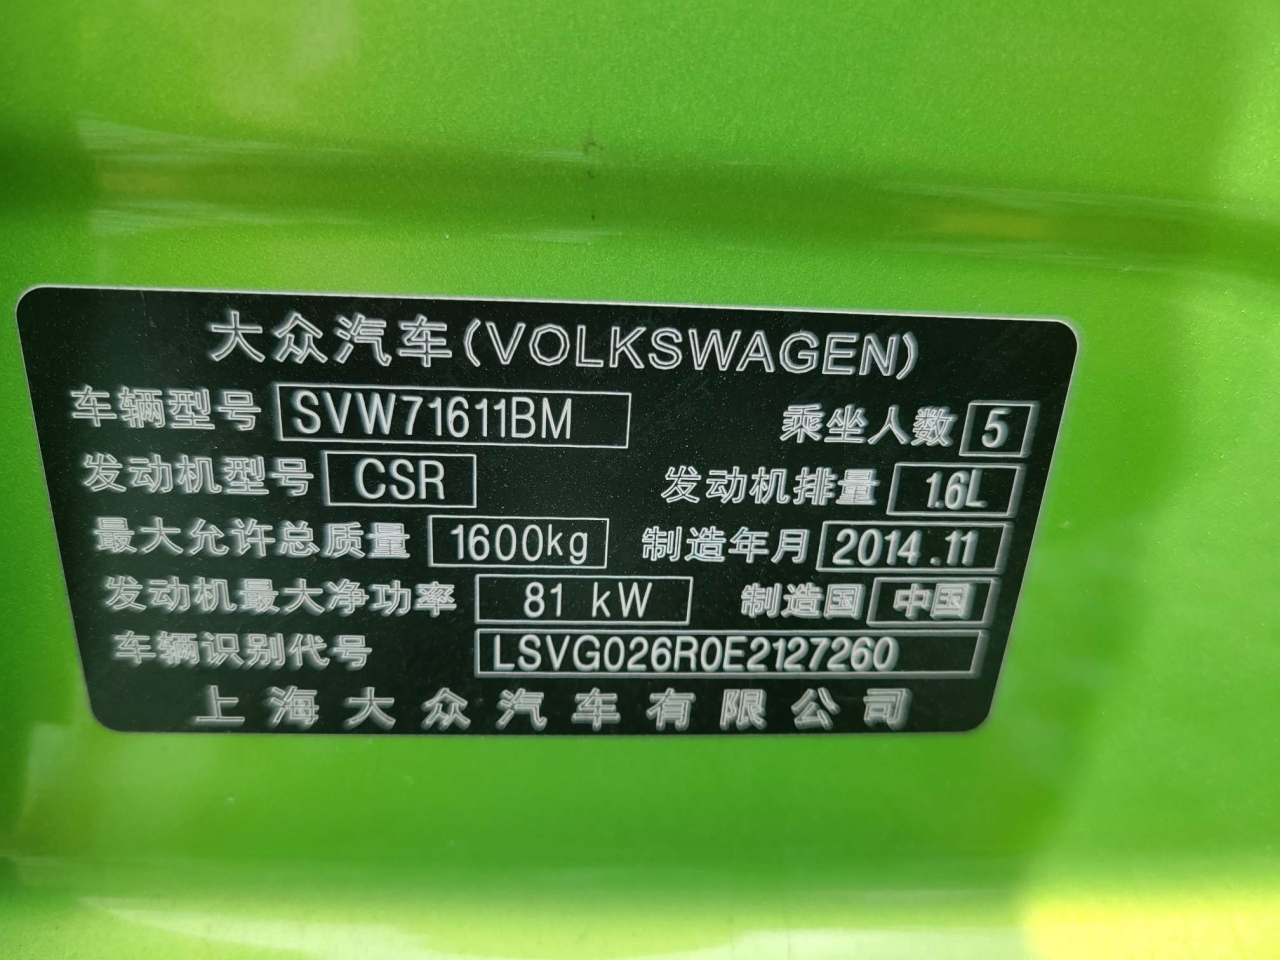 大众汽车(VOLKSWAGEN)
车辆型号 SVW71611BM 乘坐人数 5
发动机型号 CSR 发动机排量 1.6L
最大允许总质量 1600kg 制造年月 2014.11
发动机最大净功率 81 kW 制造国 中国
车辆识别代号 LSVG026R0E2127260
上海大众汽车有限公司